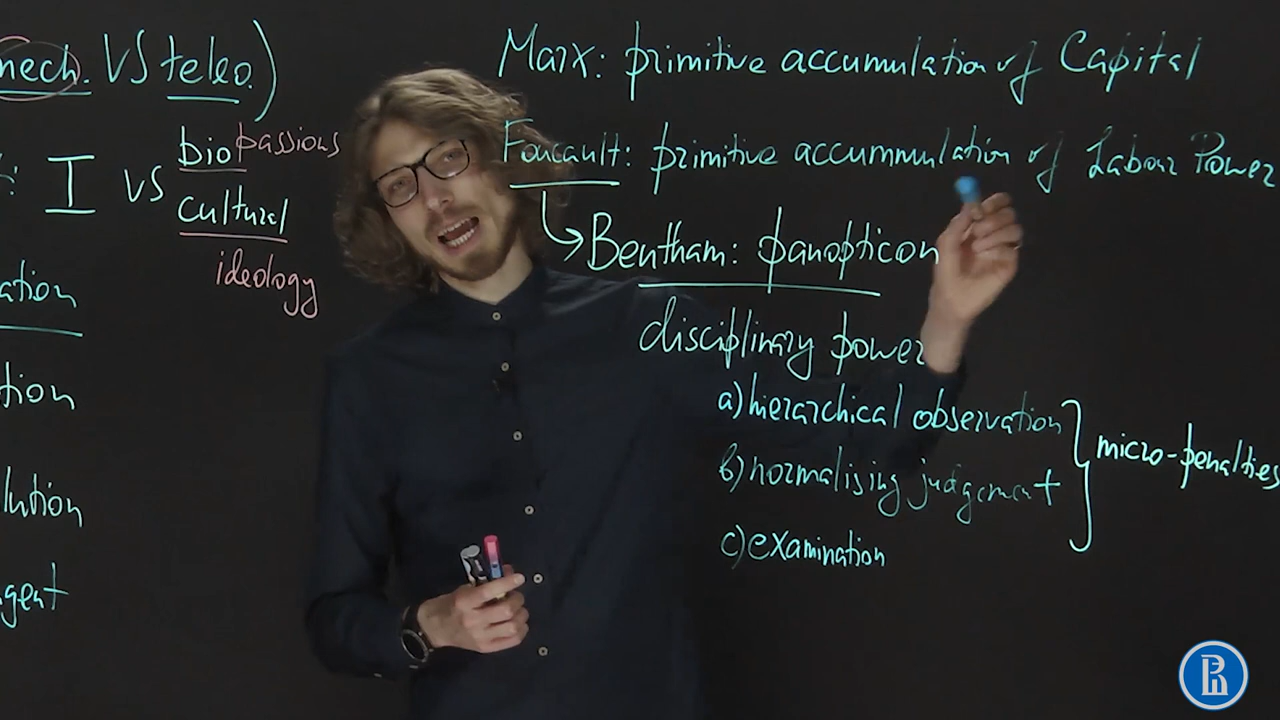 mech. VS teleo.)
I vs bio passions
cultural
ideology
ation
tion
lution
gent
Marx: primitive accumulation of Capital
Foucault: primitive accummulation of Labour Power
Bentham: panopticon
disciplinary power
a) hierarchical observation
b) normalising judgement
c) examination
micro-penalties